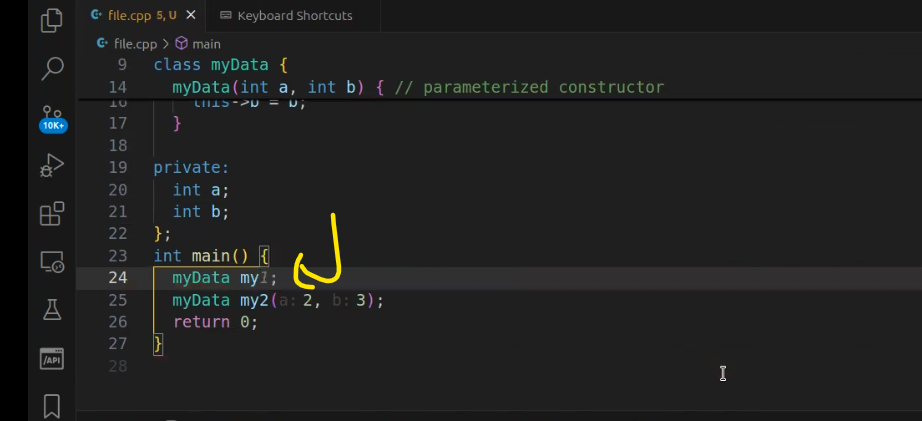 file.cpp 5, U
Keyboard Shortcuts
file.cpp > main
9 class myData {
14 myData(int a, int b) { // parameterized constructor
16 this->b = b;
17 }
18
19 private:
20 int a;
21 int b;
22 };
23 int main() {
24 myData my1;
25 myData my2(a: 2, b: 3);
26 return 0;
27 }
28
10K+
/API